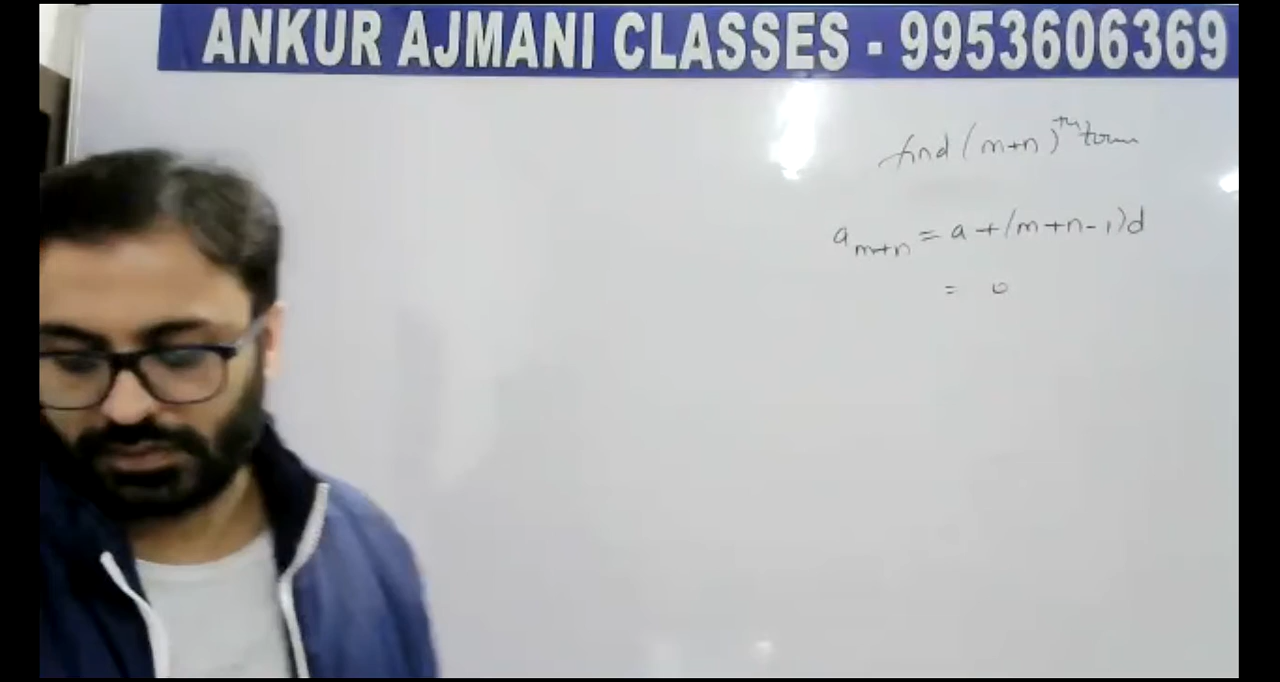 ANKUR AJMANI CLASSES - 9953606369
find (m+n)ᵗʰ term
aₘ₊ₙ = a + (m+n-1)d
= 0